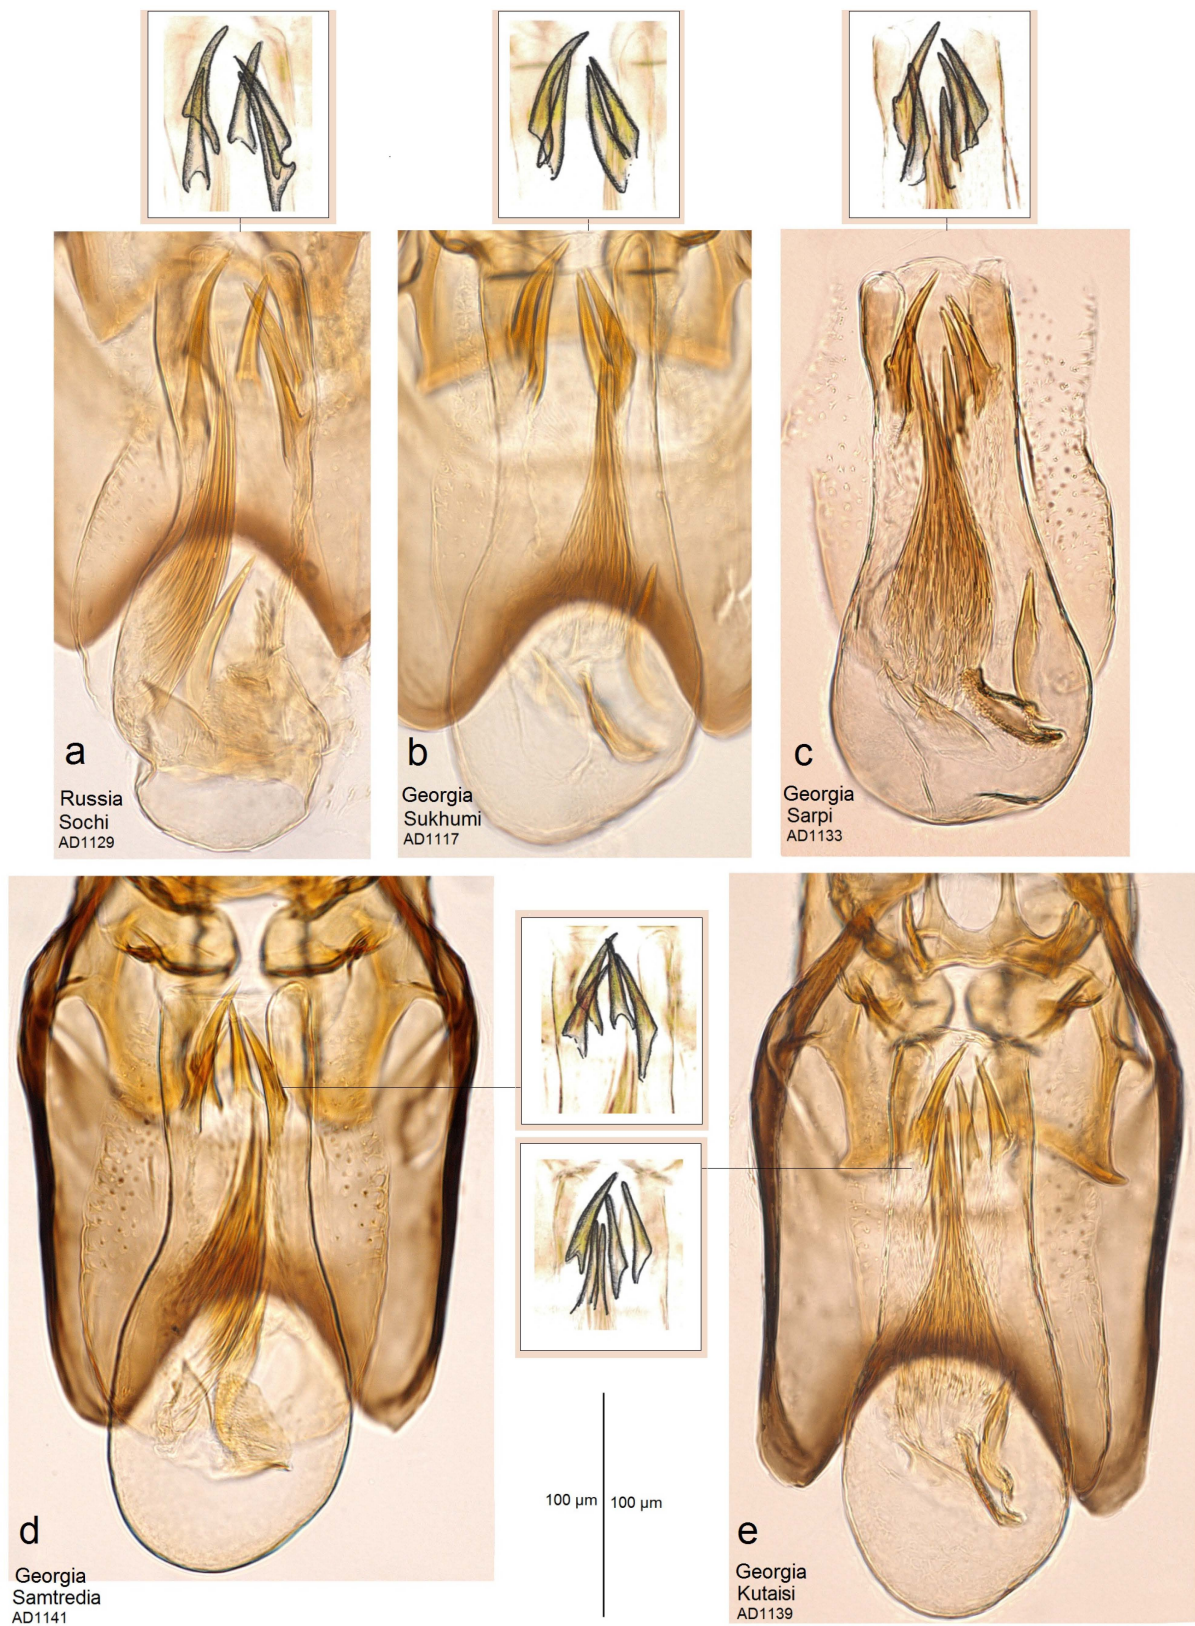 a
Russia
Sochi
AD1129
b
Georgia
Sukhumi
AD1117
c
Georgia
Sarpi
AD1133
d
Georgia
Samtredia
AD1141
100 µm 100 µm
e
Georgia
Kutaisi
AD1139